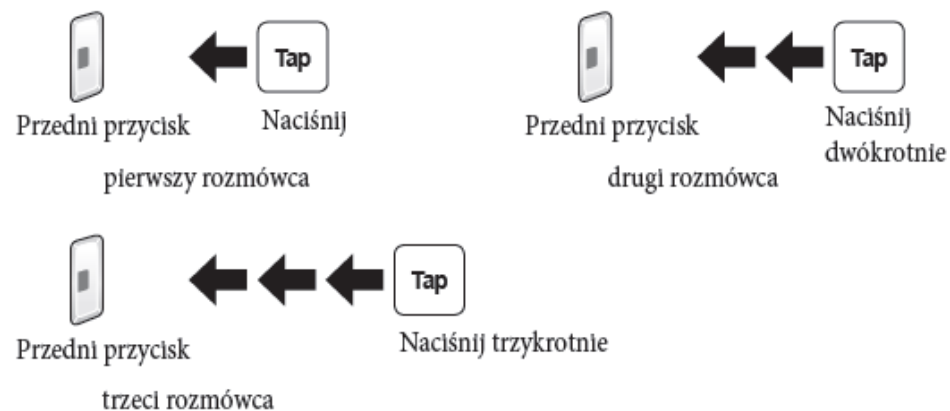 Tap
Przedni przycisk
Naciśnij
pierwszy rozmówca
Tap
Przedni przycisk
Naciśnij
dwókrotnie
drugi rozmówca
Tap
Przedni przycisk
Naciśnij trzykrotnie
trzeci rozmówca